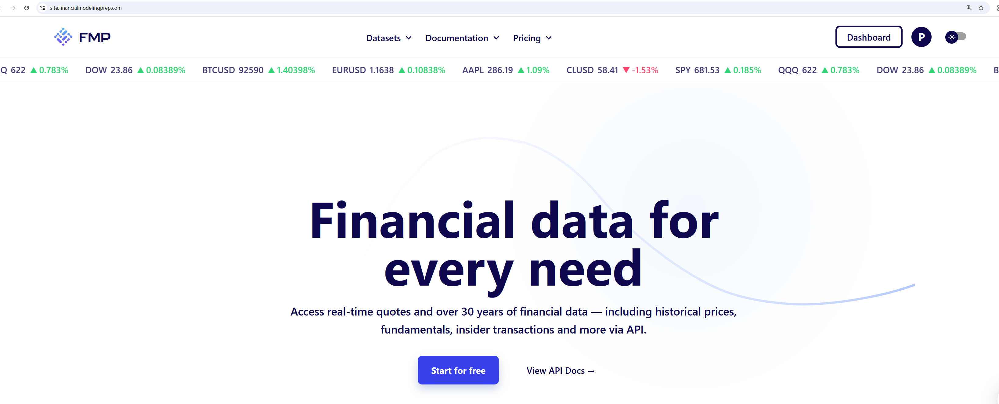 site.financialmodelingprep.com
FMP
Datasets Documentation Pricing
Dashboard P
Q 622 ▲ 0.783% DOW 23.86 ▲ 0.08389% BTCUSD 92590 ▲ 1.40398% EURUSD 1.1638 ▲ 0.10838% AAPL 286.19 ▲ 1.09% CLUSD 58.41 ▼ -1.53% SPY 681.53 ▲ 0.185% QQQ 622 ▲ 0.783% DOW 23.86 ▲ 0.08389%
Financial data for
every need
Access real-time quotes and over 30 years of financial data — including historical prices,
fundamentals, insider transactions and more via API.
Start for free View API Docs →